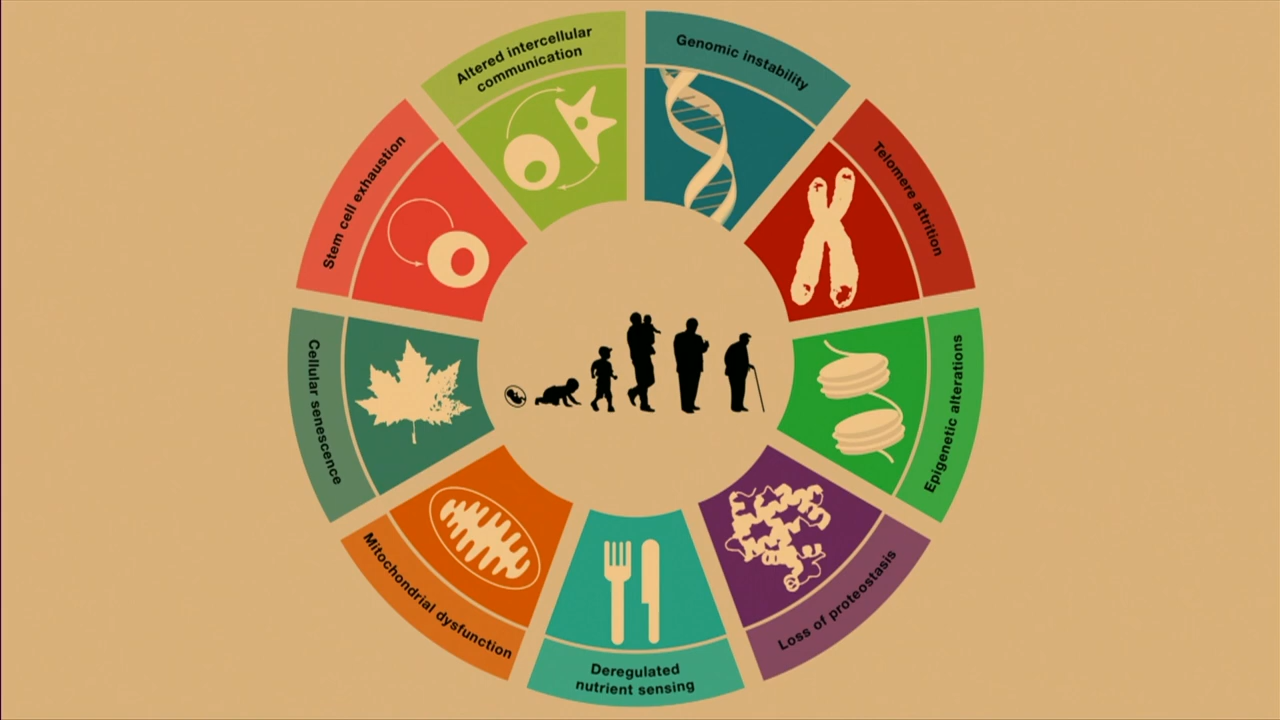 Genomic instability
Telomere attrition
Epigenetic alterations
Loss of proteostasis
Deregulated
nutrient sensing
Mitochondrial dysfunction
Cellular senescence
Stem cell exhaustion
Altered intercellular
communication